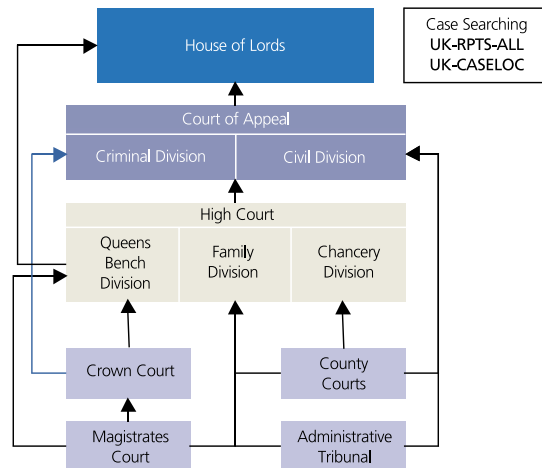 House of Lords
Case Searching
UK-RPTS-ALL
UK-CASELOC
Court of Appeal
Criminal Division
Civil Division
High Court
Queens
Bench
Division
Family
Division
Chancery
Division
Crown Court
County
Courts
Magistrates
Court
Administrative
Tribunal